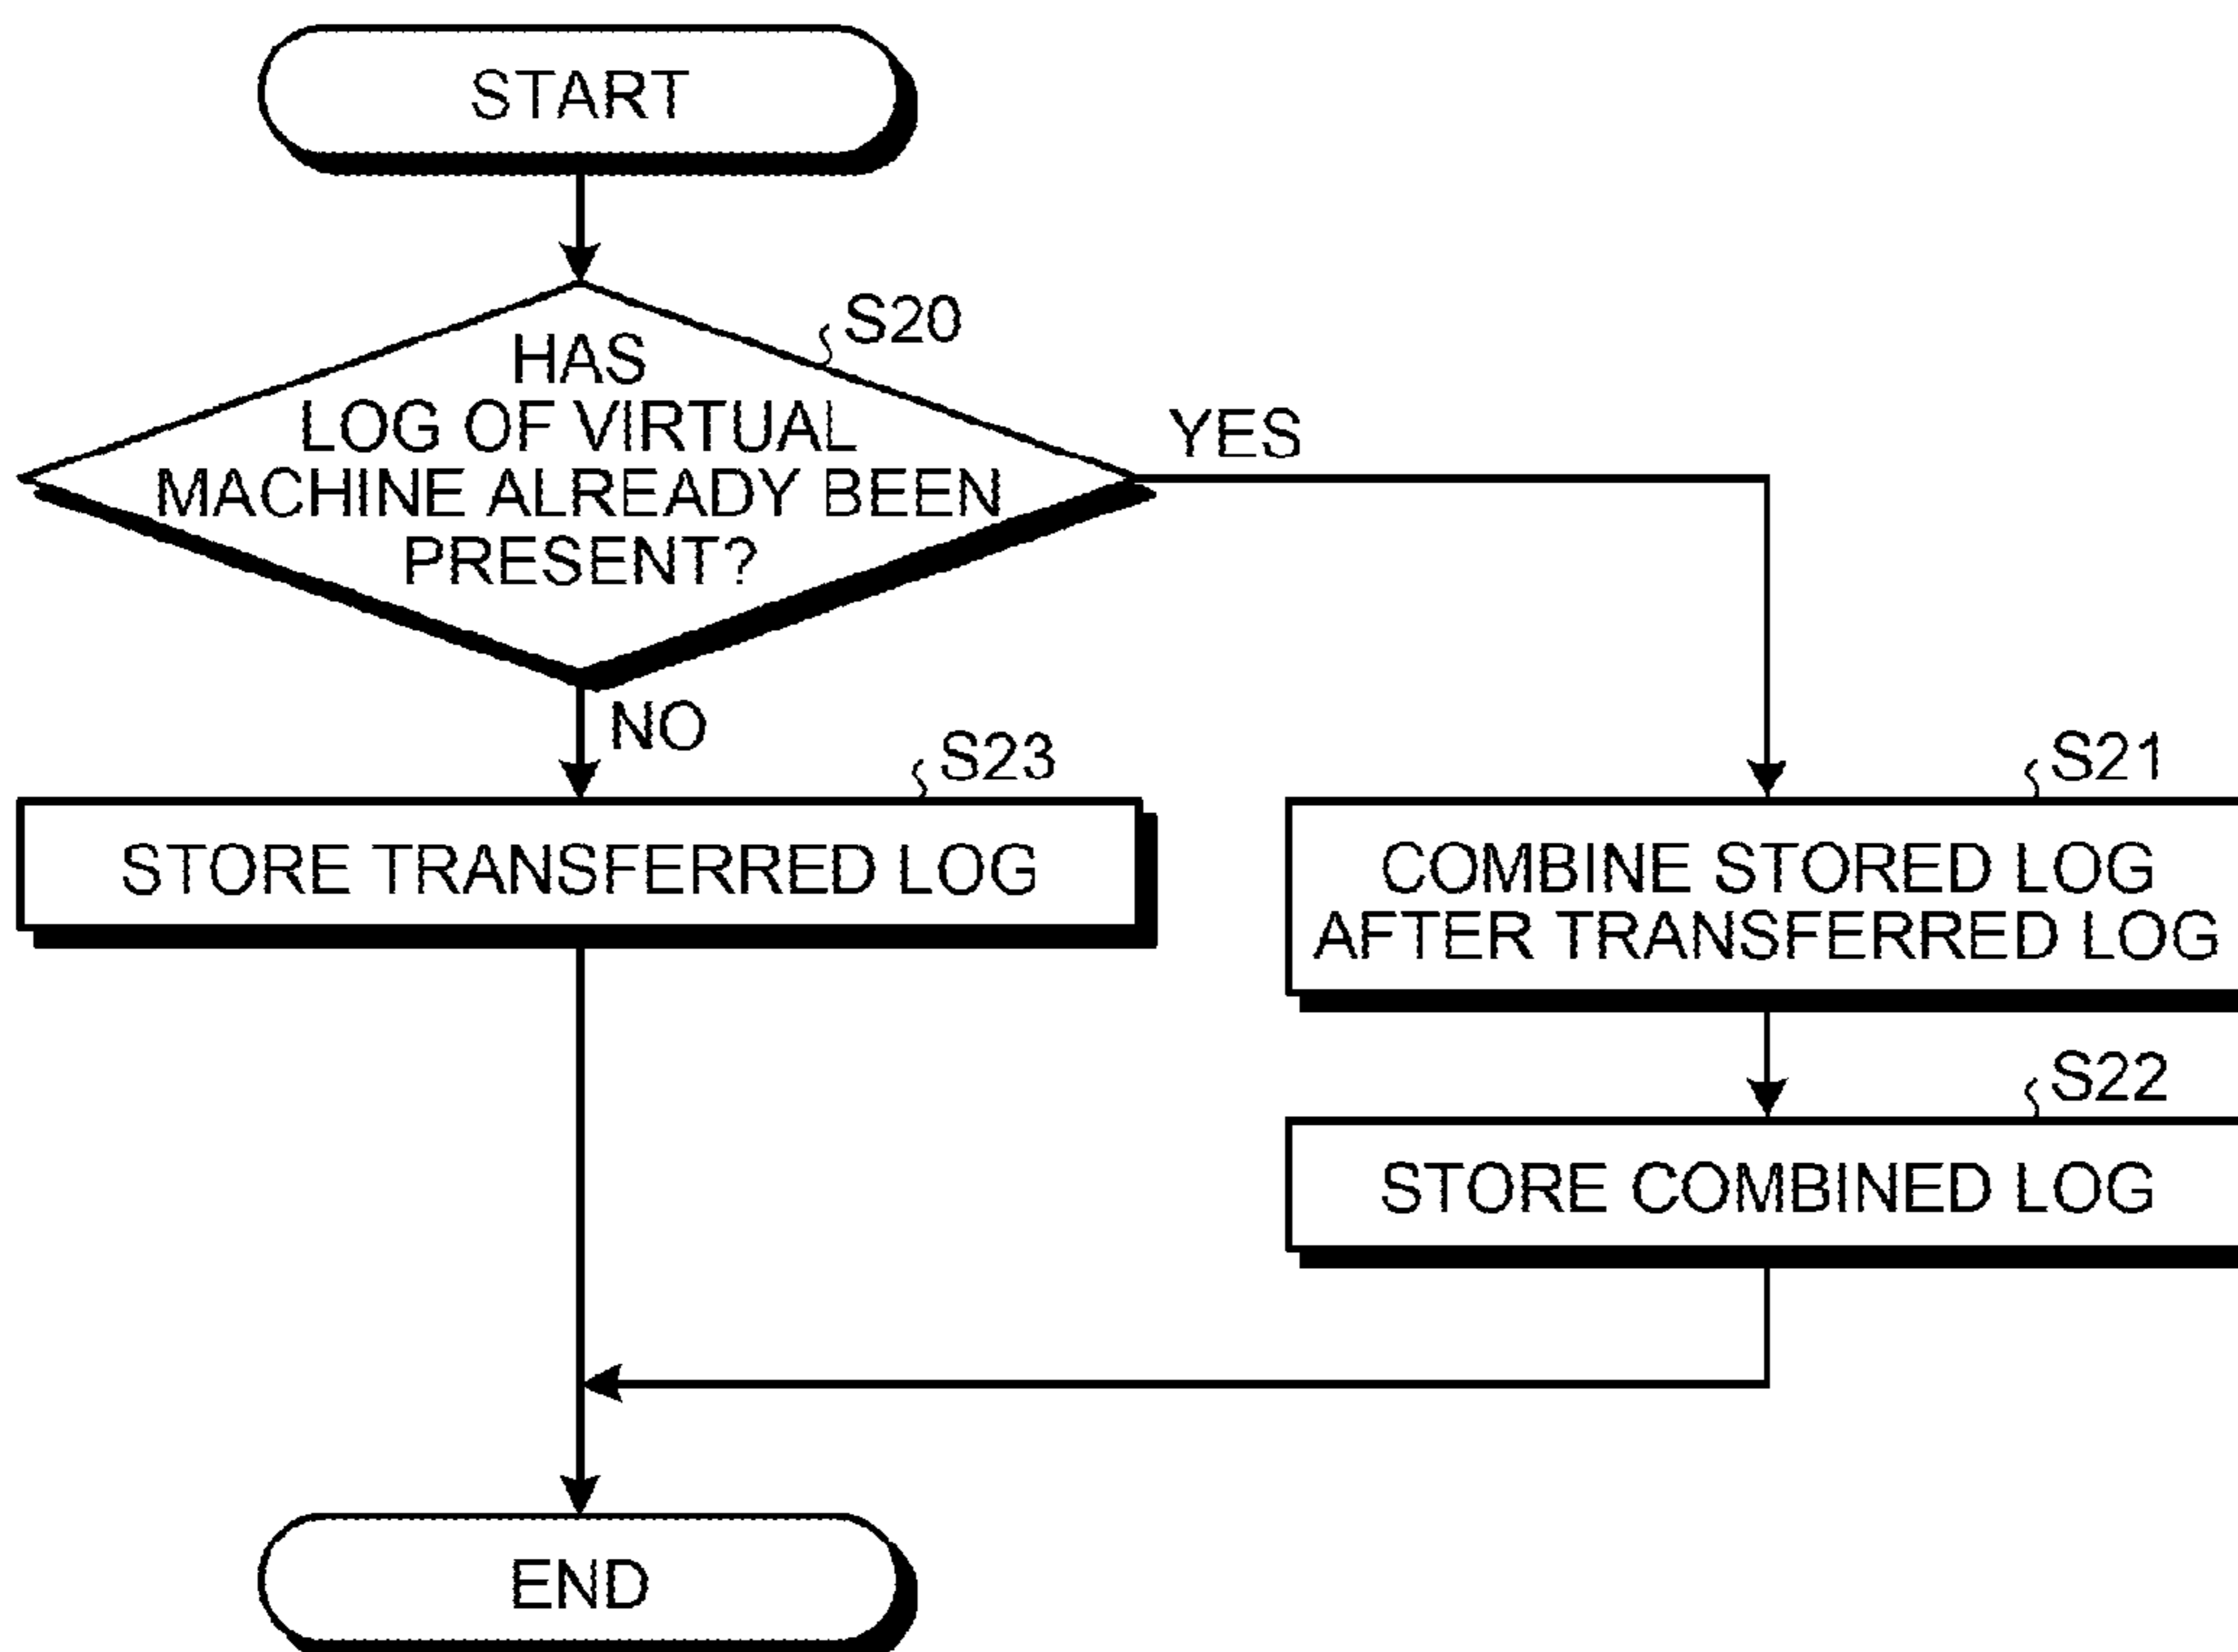 START
S20
HAS
LOG OF VIRTUAL
MACHINE ALREADY BEEN
PRESENT?
YES
NO
S23
STORE TRANSFERRED LOG
S21
COMBINE STORED LOG
AFTER TRANSFERRED LOG
S22
STORE COMBINED LOG
END